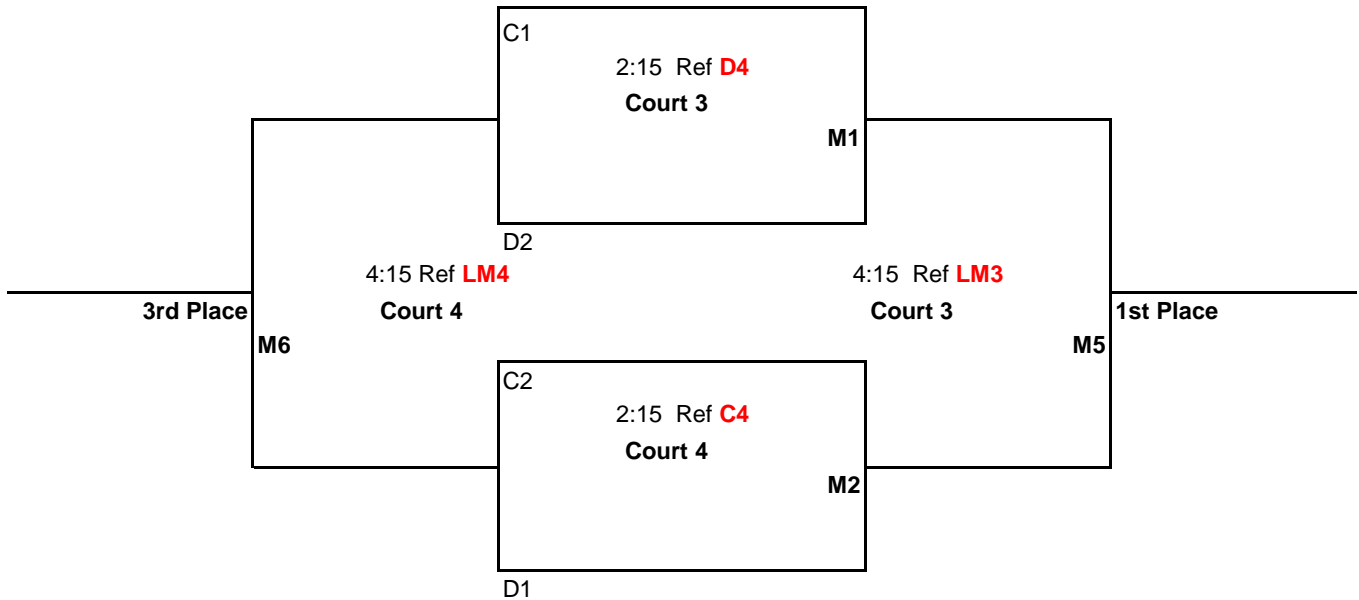 C1
2:15 Ref D4
Court 3
M1
D2
4:15 Ref LM4
Court 4
4:15 Ref LM3
Court 3
3rd Place
1st Place
M6
M5
C2
2:15 Ref C4
Court 4
M2
D1